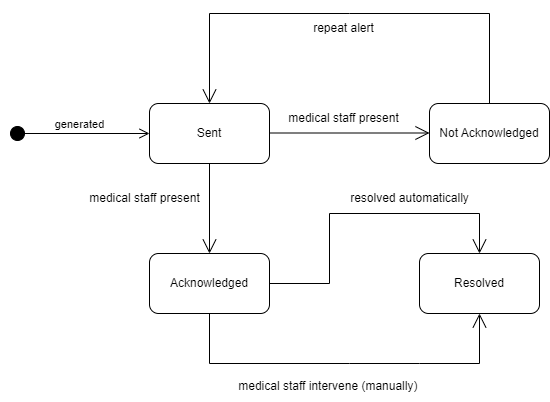 repeat alert
generated
Sent
medical staff present
Not Acknowledged
medical staff present
resolved automatically
Acknowledged
Resolved
medical staff intervene (manually)